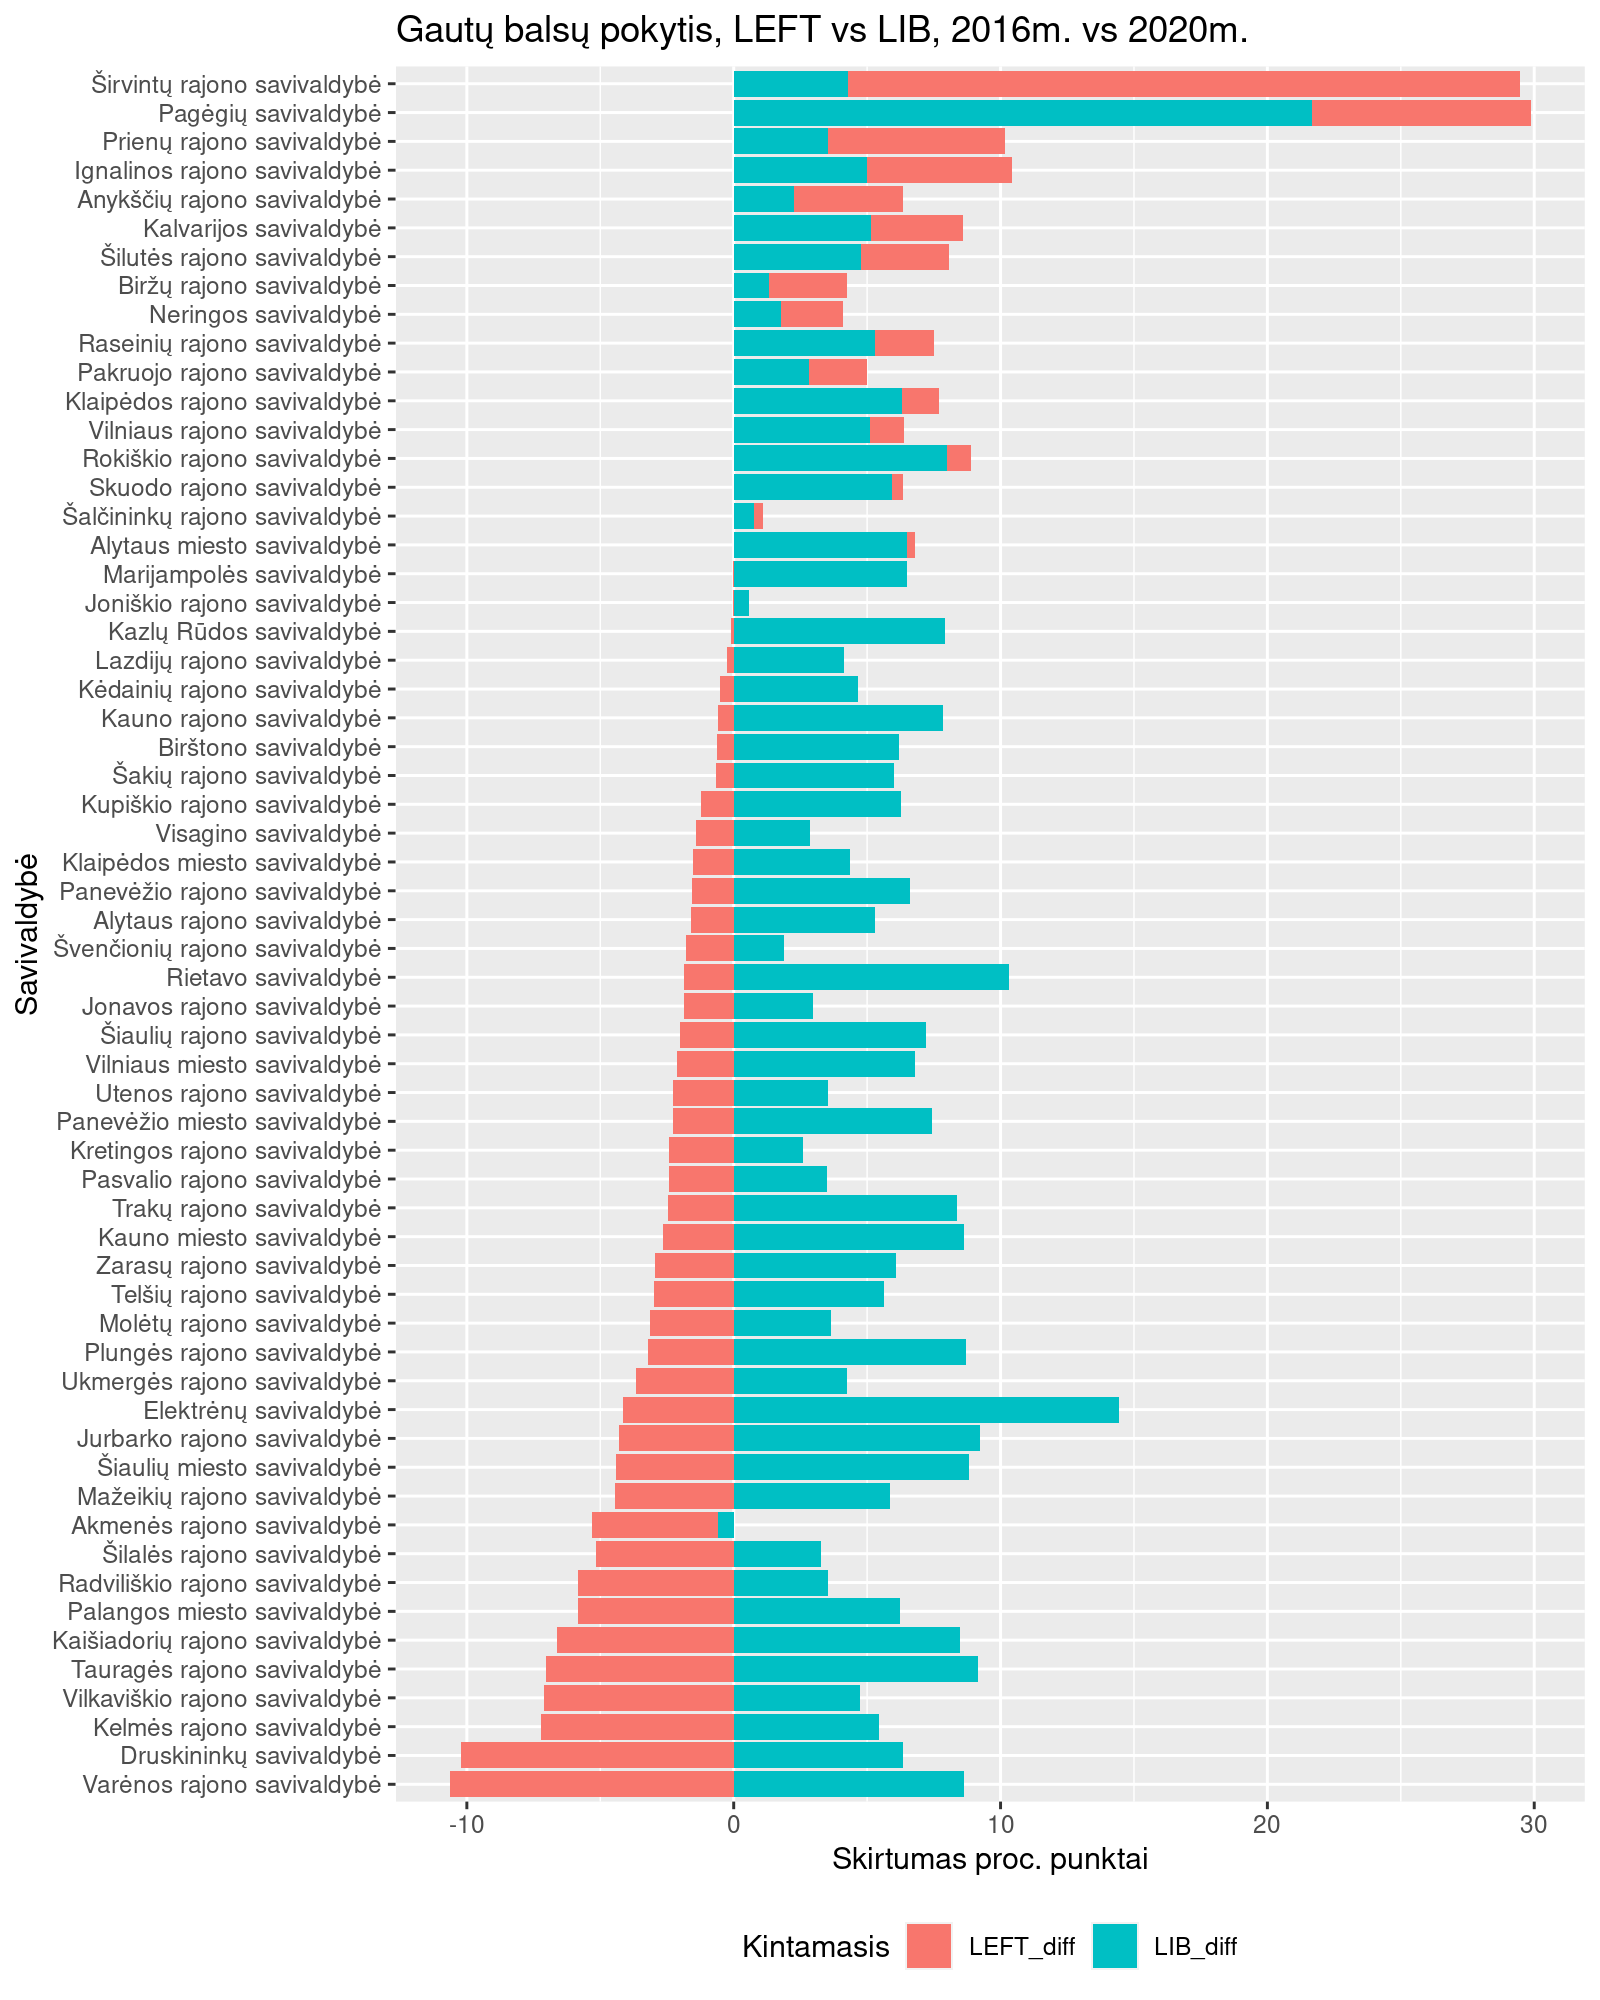 Gautų balsų pokytis, LEFT vs LIB, 2016m. vs 2020m.
Savivaldybė
Širvintų rajono savivaldybė
Pagėgių savivaldybė
Prienų rajono savivaldybė
Ignalinos rajono savivaldybė
Anykščių rajono savivaldybė
Kalvarijos savivaldybė
Šilutės rajono savivaldybė
Biržų rajono savivaldybė
Neringos savivaldybė
Raseinių rajono savivaldybė
Pakruojo rajono savivaldybė
Klaipėdos rajono savivaldybė
Vilniaus rajono savivaldybė
Rokiškio rajono savivaldybė
Skuodo rajono savivaldybė
Šalčininkų rajono savivaldybė
Alytaus miesto savivaldybė
Marijampolės savivaldybė
Joniškio rajono savivaldybė
Kazlų Rūdos savivaldybė
Lazdijų rajono savivaldybė
Kėdainių rajono savivaldybė
Kauno rajono savivaldybė
Birštono savivaldybė
Šakių rajono savivaldybė
Kupiškio rajono savivaldybė
Visagino savivaldybė
Klaipėdos miesto savivaldybė
Panevėžio rajono savivaldybė
Alytaus rajono savivaldybė
Švenčionių rajono savivaldybė
Rietavo savivaldybė
Jonavos rajono savivaldybė
Šiaulių rajono savivaldybė
Vilniaus miesto savivaldybė
Utenos rajono savivaldybė
Panevėžio miesto savivaldybė
Kretingos rajono savivaldybė
Pasvalio rajono savivaldybė
Trakų rajono savivaldybė
Kauno miesto savivaldybė
Zarasų rajono savivaldybė
Telšių rajono savivaldybė
Molėtų rajono savivaldybė
Plungės rajono savivaldybė
Ukmergės rajono savivaldybė
Elektrėnų savivaldybė
Jurbarko rajono savivaldybė
Šiaulių miesto savivaldybė
Mažeikių rajono savivaldybė
Akmenės rajono savivaldybė
Šilalės rajono savivaldybė
Radviliškio rajono savivaldybė
Palangos miesto savivaldybė
Kaišiadorių rajono savivaldybė
Tauragės rajono savivaldybė
Vilkaviškio rajono savivaldybė
Kelmės rajono savivaldybė
Druskininkų savivaldybė
Varėnos rajono savivaldybė
-10 0 10 20 30
Skirtumas proc. punktai
Kintamasis LEFT_diff LIB_diff